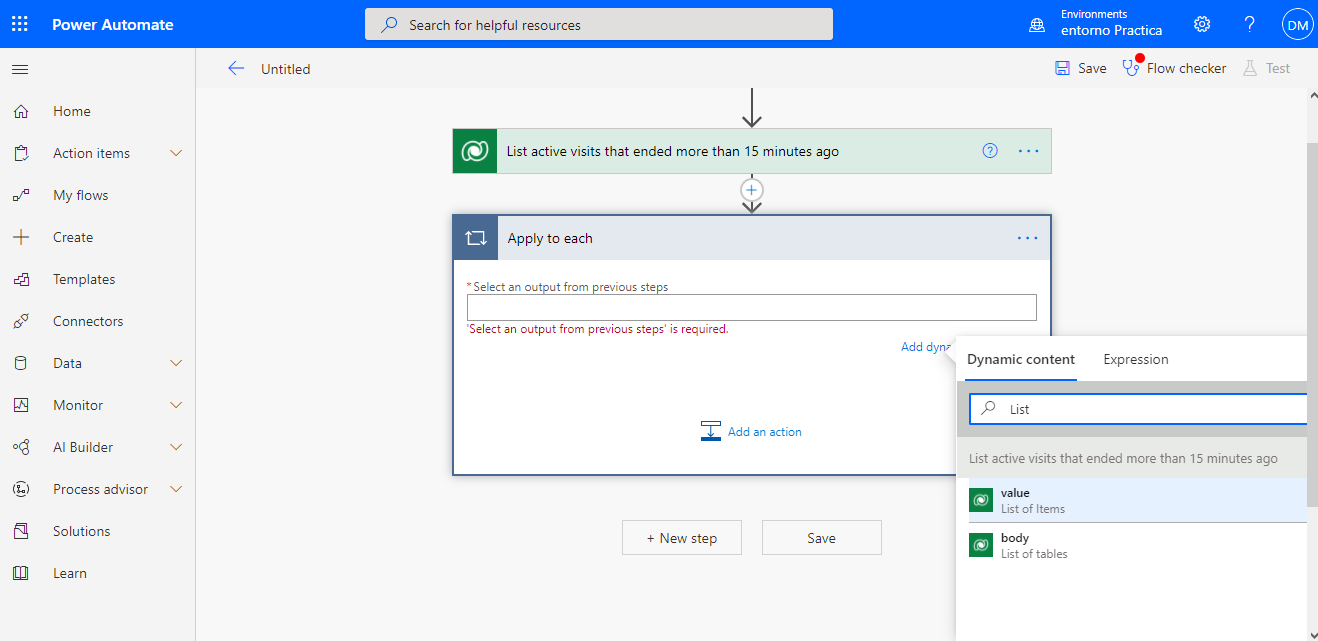 Power Automate
Search for helpful resources
Environments
entorno Practica
?
DM
Untitled
Save
Flow checker
Test
Home
Action items
My flows
Create
Templates
Connectors
Data
Monitor
AI Builder
Process advisor
Solutions
Learn
List active visits that ended more than 15 minutes ago
?
...
Apply to each
...
* Select an output from previous steps
'Select an output from previous steps' is required.
Add dyna
Add an action
+ New step
Save
Dynamic content
Expression
List
List active visits that ended more than 15 minutes ago
value
List of Items
body
List of tables